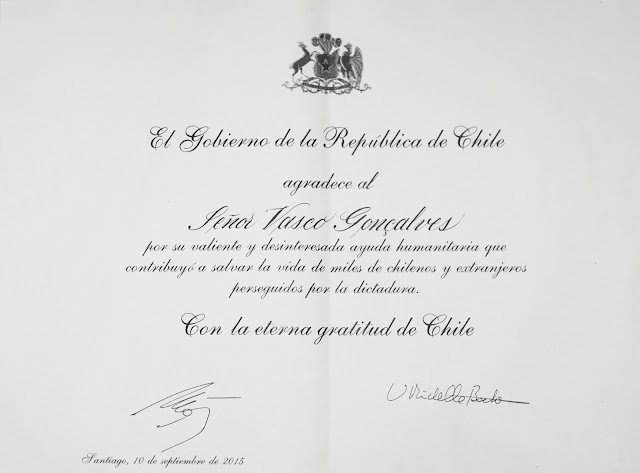 El Gobierno de la República de Chile
agradece al
Señor Vasco Gonçalves
por su valiente y desinteresada ayuda humanitaria que
contribuyó a salvar la vida de miles de chilenos y extranjeros
perseguidos por la dictadura.
Con la eterna gratitud de Chile
Santiago, 10 de septiembre de 2015